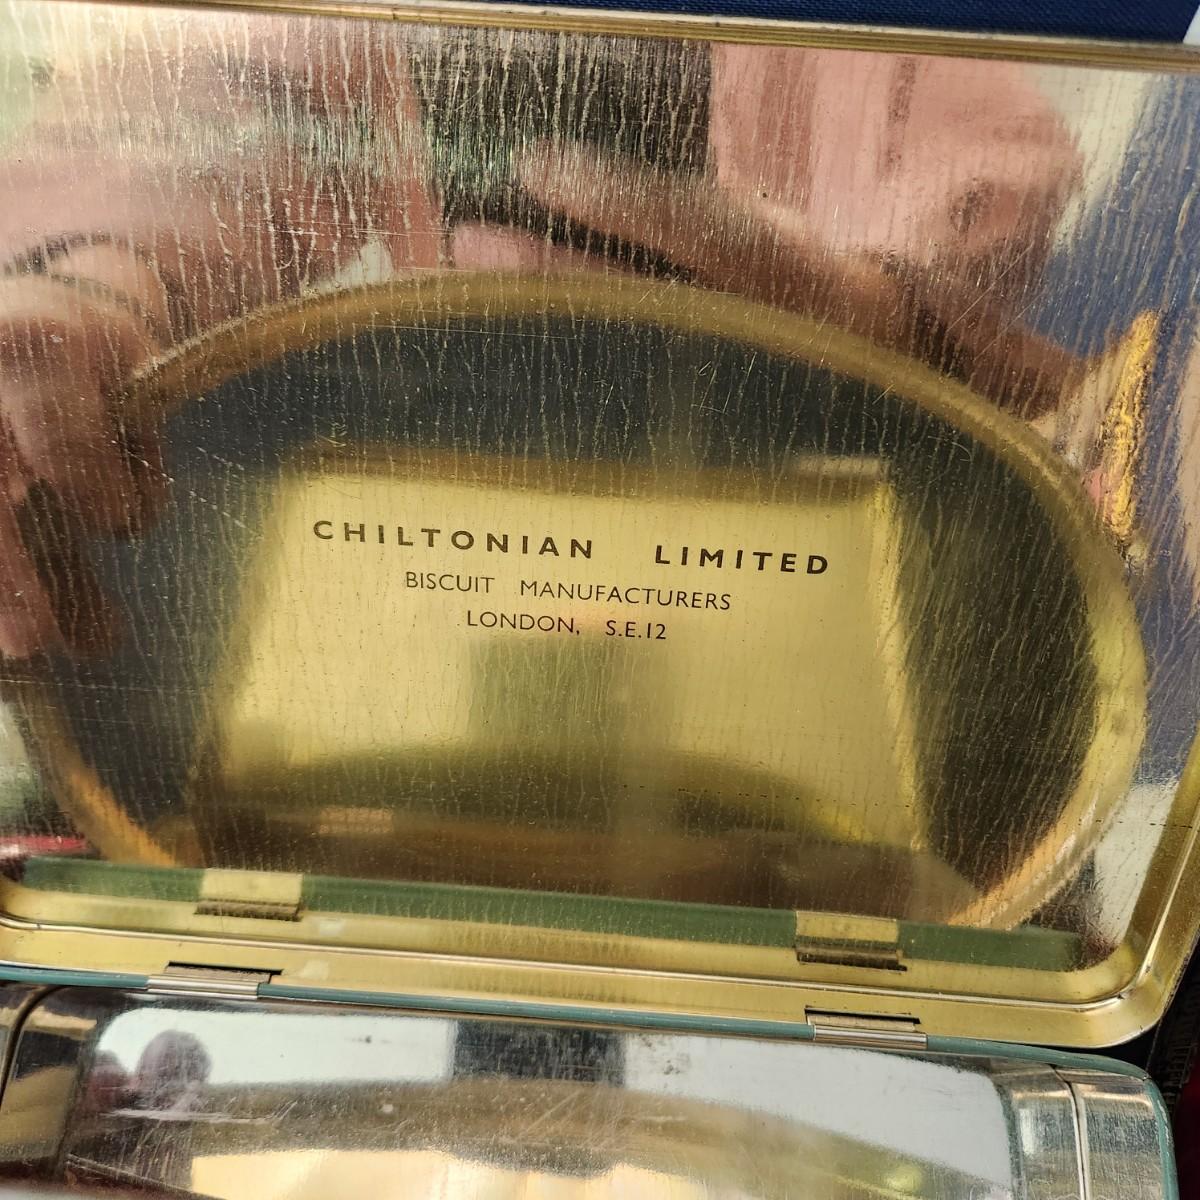 CHILTONIAN LIMITED
BISCUIT MANUFACTURERS
LONDON, S.E.12